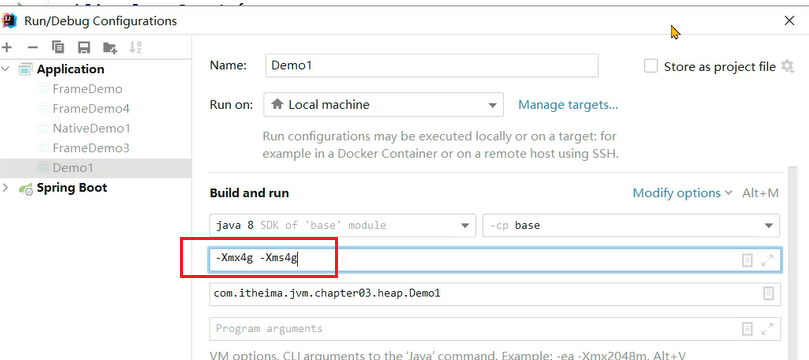 Run/Debug Configurations
Application
FrameDemo
FrameDemo4
NativeDemo1
FrameDemo3
Demo1
Spring Boot
Name: Demo1
Store as project file
Run on: Local machine
Manage targets...
Run configurations may be executed locally or on a target: for
example in a Docker Container or on a remote host using SSH.
Build and run
Modify options Alt+M
java 8 SDK of 'base' module
-cp base
-Xmx4g -Xms4g
com.itheima.jvm.chapter03.heap.Demo1
Program arguments
VM options. CLI arguments to the 'Java' command. Example: -ea -Xmx2048m. Alt+V